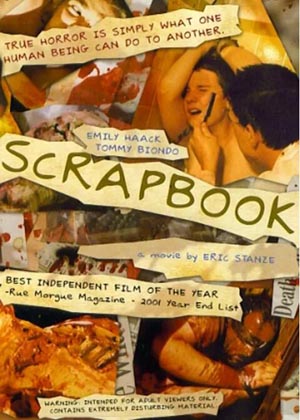 TRUE HORROR IS SIMPLY WHAT ONE
HUMAN BEING CAN DO TO ANOTHER.
EMILY HAACK
TOMMY BIONDO
SCRAPBOOK
a movie by ERIC STANZE
BEST INDEPENDENT FILM OF THE YEAR
-Rue Morgue Magazine - 2001 Year End List
Death
WARNING: INTENDED FOR ADULT VIEWERS ONLY.
CONTAINS EXTREMELY DISTURBING MATERIAL